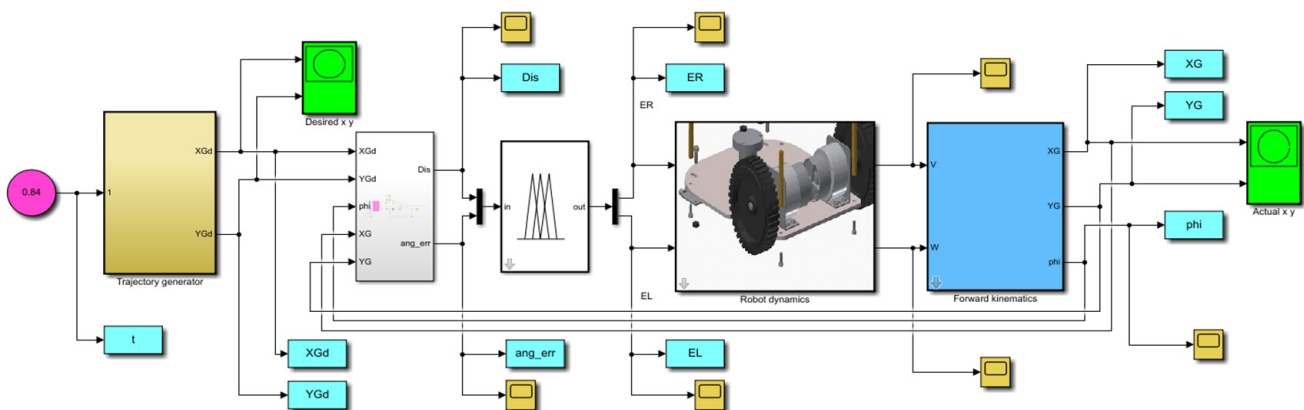 Dis
ER
XG
YG
ER
Desired x y
0.84
1
XGd
YGd
Trajectory generator
XGd
YGd
phi
XG
YG
Dis
ang_err
in
out
Robot dynamics
V
W
XG
YG
phi
Forward kinematics
Actual x y
phi
EL
t
XGd
YGd
ang_err
EL